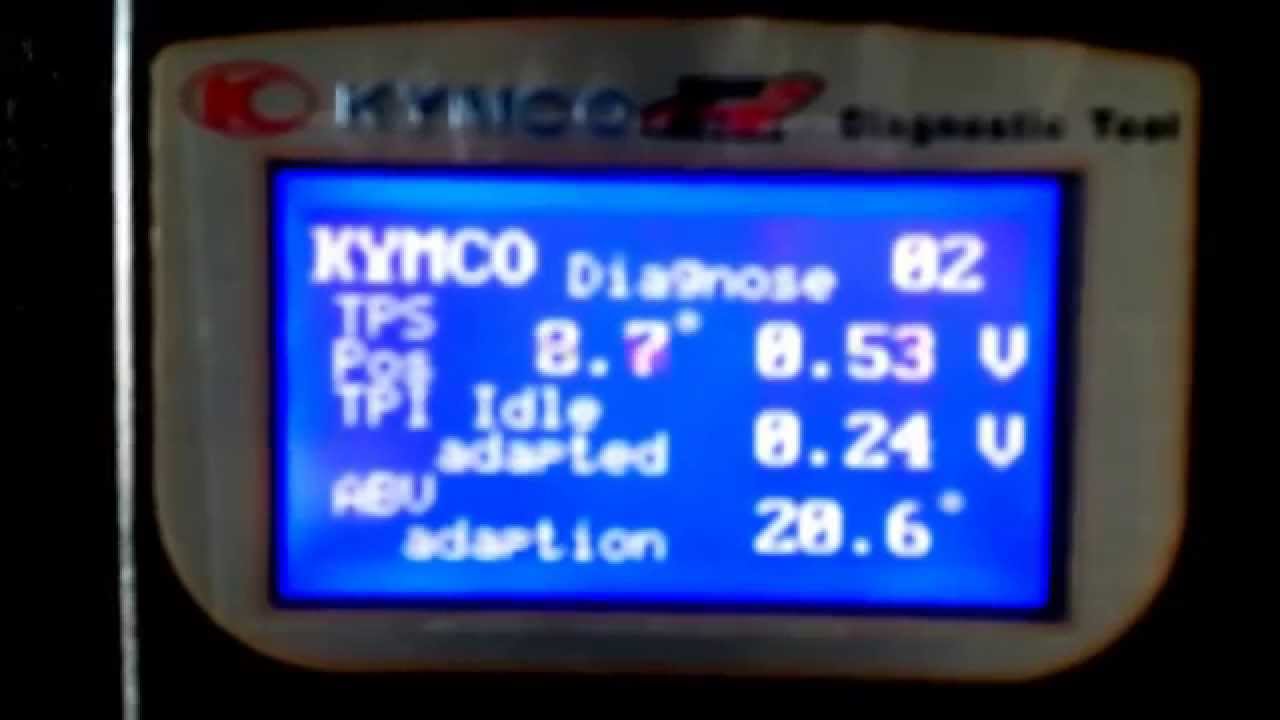 KYMCO Diagnostic Tool
KYMCO Diagnose 02
TPS
Pos 8.7° 0.53 V
TPI Idle
adapted 0.24 V
ABV
adaption 20.6°